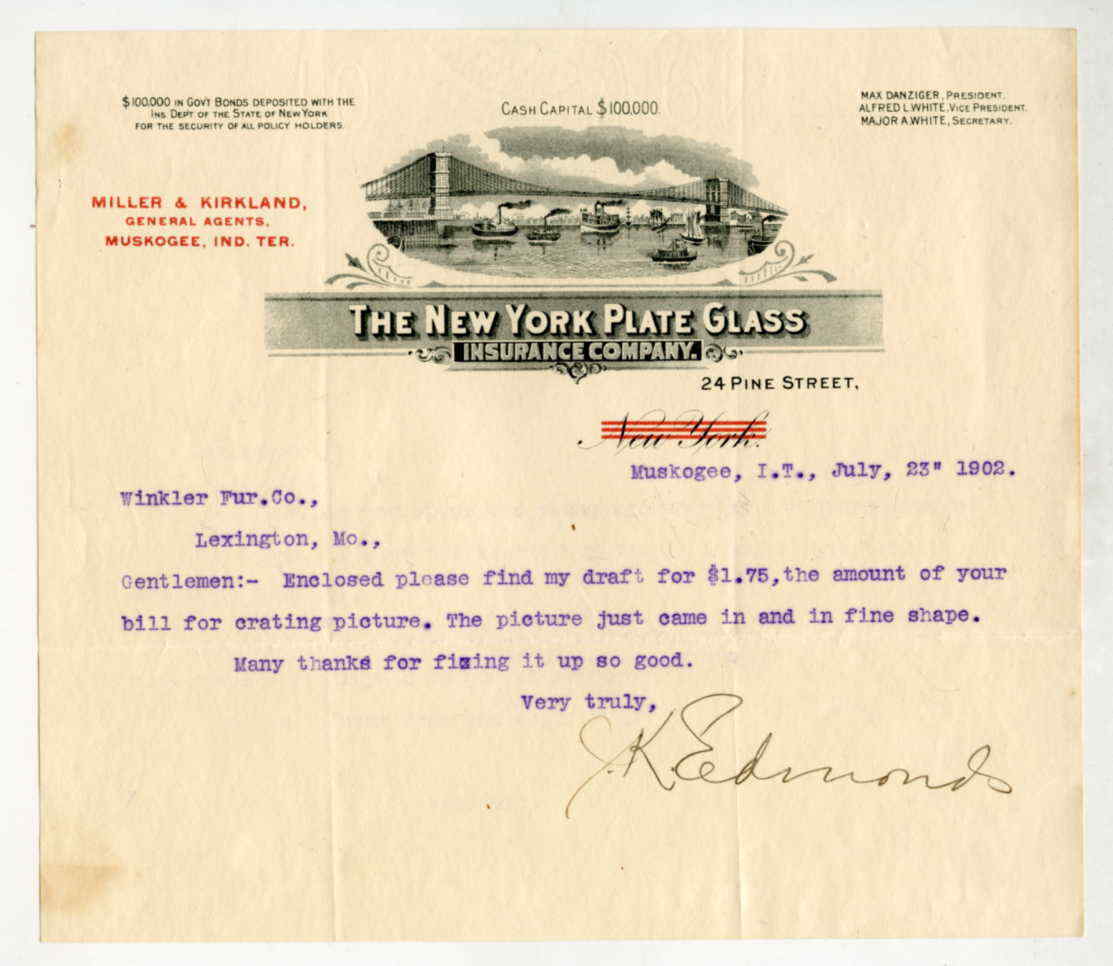 $100,000 IN GOV'T BONDS DEPOSITED WITH THE
INS. DEPT OF THE STATE OF NEW YORK
FOR THE SECURITY OF ALL POLICY HOLDERS.
CASH CAPITAL $100,000.
MAX DANZIGER, PRESIDENT.
ALFRED L. WHITE, VICE PRESIDENT.
MAJOR A. WHITE, SECRETARY.
MILLER & KIRKLAND,
GENERAL AGENTS,
MUSKOGEE, IND. TER.
THE NEW YORK PLATE GLASS
INSURANCE COMPANY.
24 PINE STREET,
New York.
Muskogee, I.T., July, 23" 1902.
Winkler Fur.Co.,
Lexington, Mo.,
Gentlemen:- Enclosed please find my draft for $1.75,the amount of your
bill for crating picture. The picture just came in and in fine shape.
Many thanks for fixing it up so good.
Very truly,
J.K. Edmonds